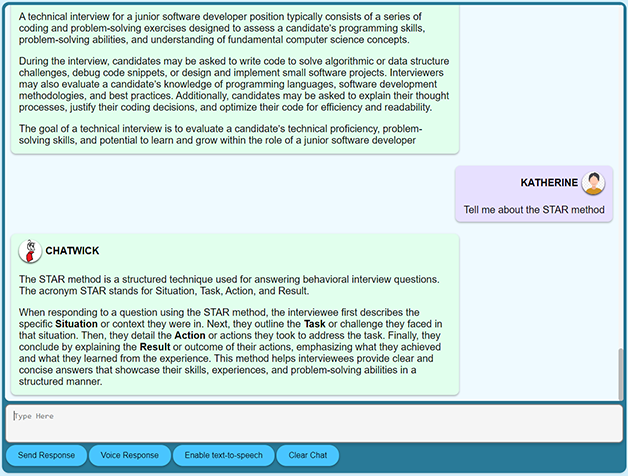 A technical interview for a junior software developer position typically consists of a series of
coding and problem-solving exercises designed to assess a candidate's programming skills,
problem-solving abilities, and understanding of fundamental computer science concepts.
During the interview, candidates may be asked to write code to solve algorithmic or data structure
challenges, debug code snippets, or design and implement small software projects. Interviewers
may also evaluate a candidate's knowledge of programming languages, software development
methodologies, and best practices. Additionally, candidates may be asked to explain their thought
processes, justify their coding decisions, and optimize their code for efficiency and readability.
The goal of a technical interview is to evaluate a candidate's technical proficiency, problem-
solving skills, and potential to learn and grow within the role of a junior software developer
KATHERINE
Tell me about the STAR method
CHATWICK
The STAR method is a structured technique used for answering behavioral interview questions.
The acronym STAR stands for Situation, Task, Action, and Result.
When responding to a question using the STAR method, the interviewee first describes the
specific Situation or context they were in. Next, they outline the Task or challenge they faced in
that situation. Then, they detail the Action or actions they took to address the task. Finally, they
conclude by explaining the Result or outcome of their actions, emphasizing what they achieved
and what they learned from the experience. This method helps interviewees provide clear and
concise answers that showcase their skills, experiences, and problem-solving abilities in a
structured manner.
Type Here
Send Response
Voice Response
Enable text-to-speech
Clear Chat